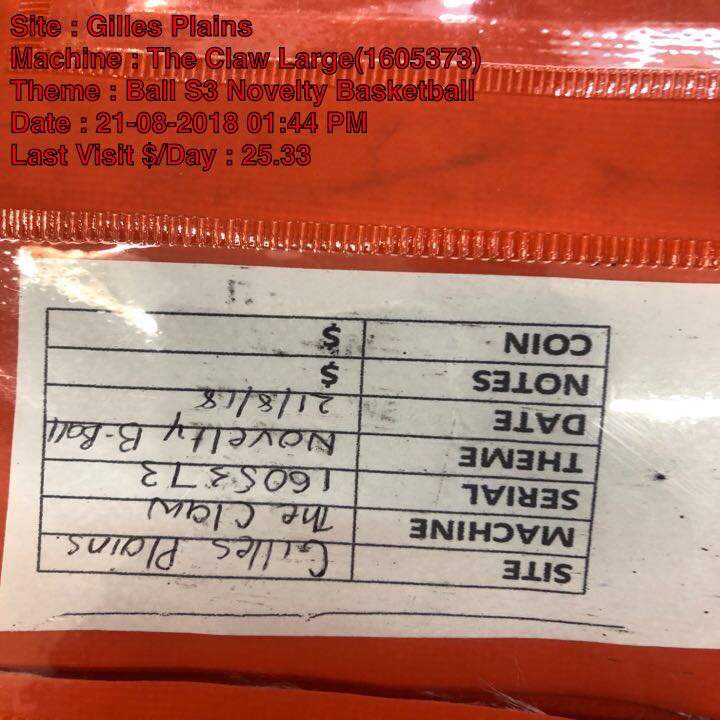 Site : Gilles Plains
Machine : The Claw Large(1605373)
Theme : Ball S3 Novelty Basketball
Date : 21-08-2018 01:44 PM
Last Visit $/Day : 25.33
SITE Gilles Plains
MACHINE The Claw
SERIAL 1605373
THEME Novelty B-Ball
DATE 21/8/18
NOTES $
COIN $